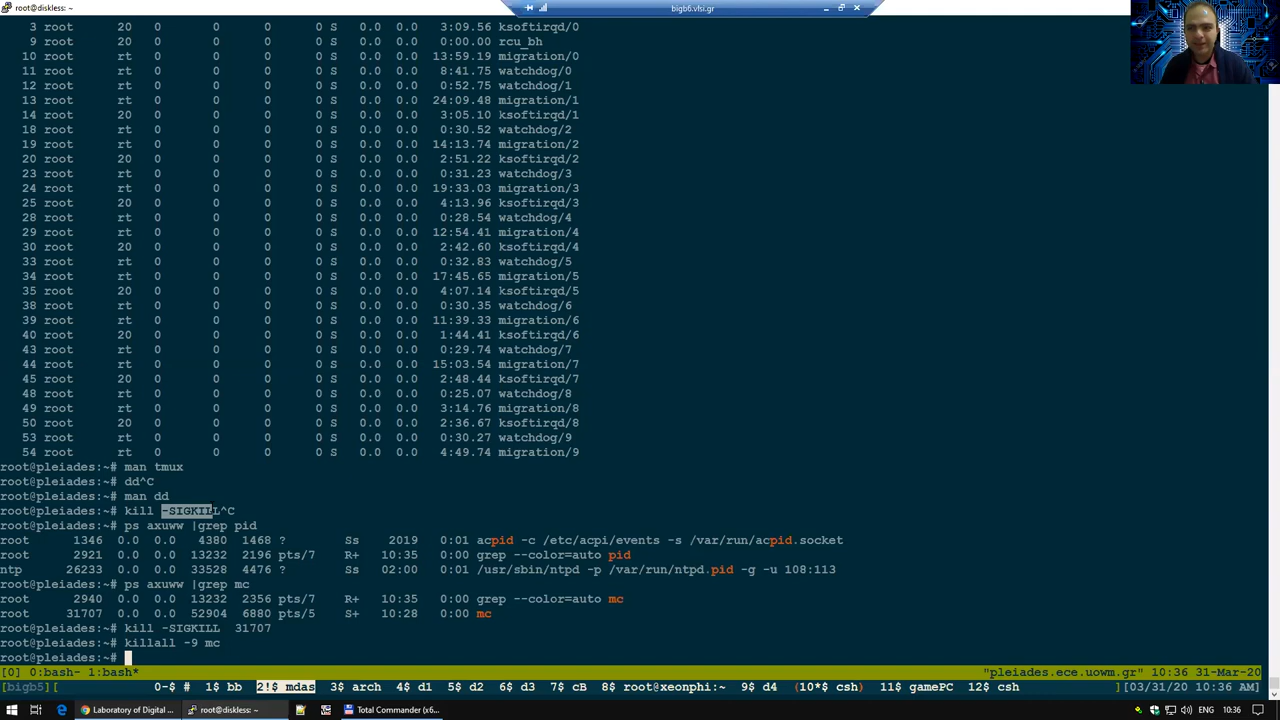 root@diskless: ~
bigb6.vlsi.gr
3 root 20 0 0 0 S 0.0 0.0 3:09.56 ksoftirqd/0
9 root 20 0 0 0 S 0.0 0.0 0:00.00 rcu_bh
10 root rt 0 0 0 S 0.0 0.0 13:59.19 migration/0
11 root rt 0 0 0 S 0.0 0.0 8:41.75 watchdog/0
12 root rt 0 0 0 S 0.0 0.0 0:52.75 watchdog/1
13 root rt 0 0 0 S 0.0 0.0 24:09.48 migration/1
14 root 20 0 0 0 S 0.0 0.0 3:05.10 ksoftirqd/1
18 root rt 0 0 0 S 0.0 0.0 0:30.52 watchdog/2
19 root rt 0 0 0 S 0.0 0.0 14:13.74 migration/2
20 root 20 0 0 0 S 0.0 0.0 2:51.22 ksoftirqd/2
23 root rt 0 0 0 S 0.0 0.0 0:31.23 watchdog/3
24 root rt 0 0 0 S 0.0 0.0 19:33.03 migration/3
25 root 20 0 0 0 S 0.0 0.0 4:13.96 ksoftirqd/3
28 root rt 0 0 0 S 0.0 0.0 0:28.54 watchdog/4
29 root rt 0 0 0 S 0.0 0.0 12:54.41 migration/4
30 root 20 0 0 0 S 0.0 0.0 2:42.60 ksoftirqd/4
33 root rt 0 0 0 S 0.0 0.0 0:32.83 watchdog/5
34 root rt 0 0 0 S 0.0 0.0 17:45.65 migration/5
35 root 20 0 0 0 S 0.0 0.0 4:07.14 ksoftirqd/5
38 root rt 0 0 0 S 0.0 0.0 0:30.35 watchdog/6
39 root rt 0 0 0 S 0.0 0.0 11:39.33 migration/6
40 root 20 0 0 0 S 0.0 0.0 1:44.41 ksoftirqd/6
43 root rt 0 0 0 S 0.0 0.0 0:29.74 watchdog/7
44 root rt 0 0 0 S 0.0 0.0 15:03.54 migration/7
45 root 20 0 0 0 S 0.0 0.0 2:48.44 ksoftirqd/7
48 root rt 0 0 0 S 0.0 0.0 0:25.07 watchdog/8
49 root rt 0 0 0 S 0.0 0.0 3:14.76 migration/8
50 root 20 0 0 0 S 0.0 0.0 2:36.67 ksoftirqd/8
53 root rt 0 0 0 S 0.0 0.0 0:30.27 watchdog/9
54 root rt 0 0 0 S 0.0 0.0 4:49.74 migration/9
root@pleiades:~# man tmux
root@pleiades:~# dd^C
root@pleiades:~# man dd
root@pleiades:~# kill -SIGKILL^C
root@pleiades:~# ps axuww |grep pid
root 1346 0.0 0.0 4380 1468 ? Ss 2019 0:01 acpid -c /etc/acpi/events -s /var/run/acpid.socket
root 2921 0.0 0.0 13232 2196 pts/7 R+ 10:35 0:00 grep --color=auto pid
ntp 26233 0.0 0.0 33528 4476 ? Ss 02:00 0:01 /usr/sbin/ntpd -p /var/run/ntpd.pid -g -u 108:113
root@pleiades:~# ps axuww |grep mc
root 2940 0.0 0.0 13232 2356 pts/7 R+ 10:35 0:00 grep --color=auto mc
root 31707 0.0 0.0 52904 6880 pts/5 S+ 10:28 0:00 mc
root@pleiades:~# kill -SIGKILL 31707
root@pleiades:~# killall -9 mc
root@pleiades:~#
[0] 0:bash- 1:bash* "pleiades.ece.uowm.gr" 10:36 31-Mar-20
[bigb5][ 0-$ # 1$ bb 2!$ mdas 3$ arch 4$ d1 5$ d2 6$ d3 7$ cB 8$ root@xeonphi:~ 9$ d4 (10*$ csh) 11$ gamePC 12$ csh ][03/31/20 10:36 AM]
Laboratory of Digital ... root@diskless: ~ Total Commander (x6... ENG 10:36